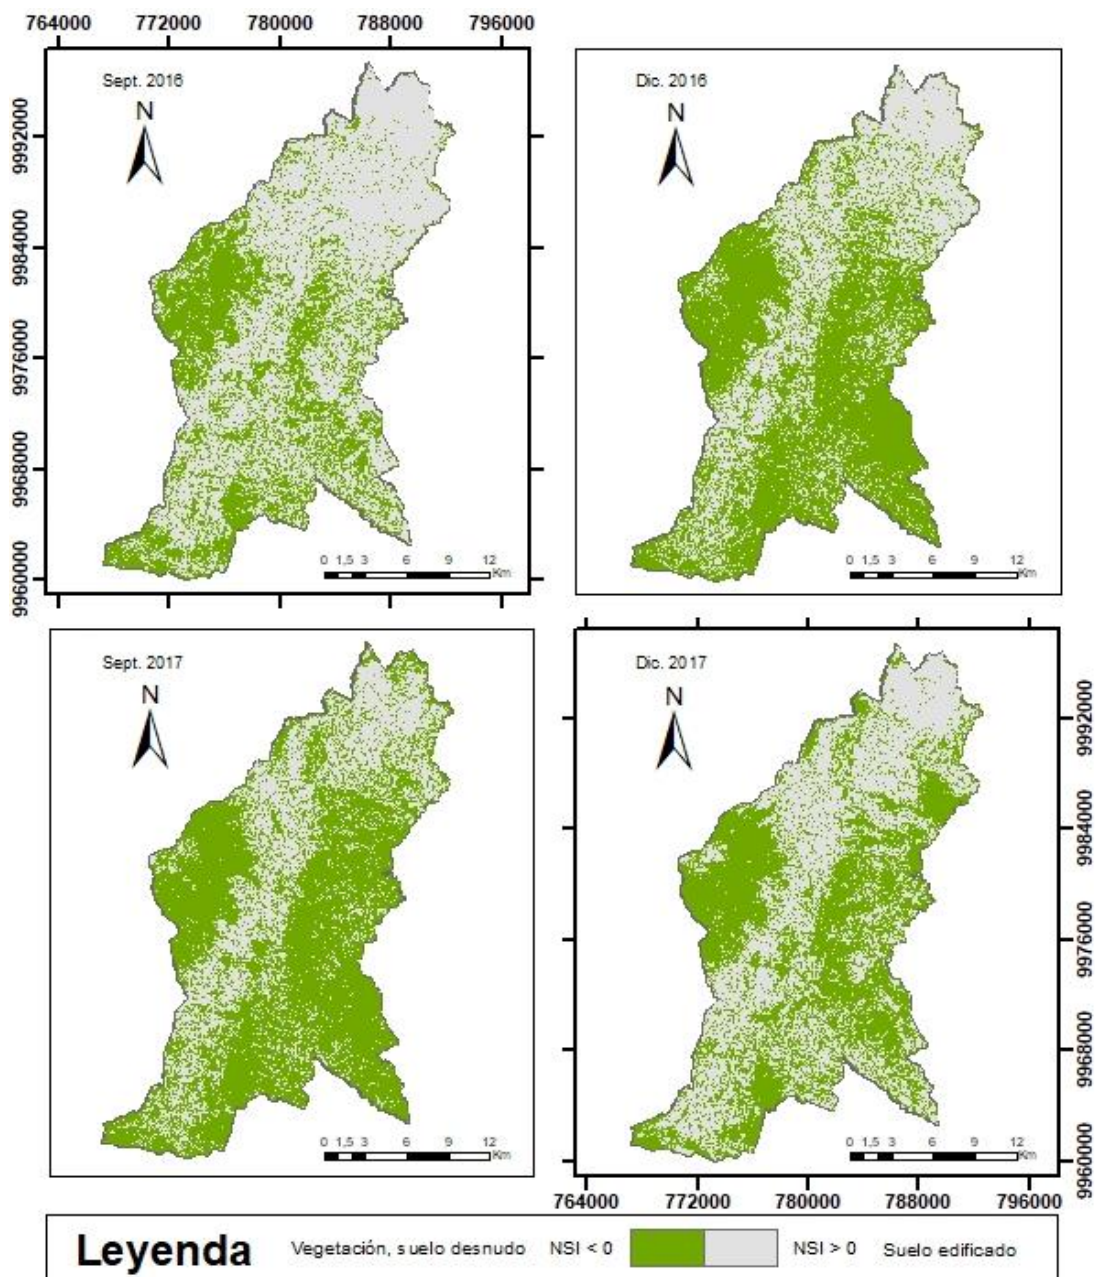 764000 772000 780000 788000 796000
Sept. 2016
N
9992000
9984000
9976000
9968000
9960000
0 1,5 3 6 9 12
Km
Dic. 2016
N
0 1,5 3 6 9 12
Km
Sept. 2017
N
0 1,5 3 6 9 12
Km
Dic. 2017
N
9992000
9984000
9976000
9968000
9960000
0 1,5 3 6 9 12
Km
764000 772000 780000 788000 796000
Leyenda Vegetación, suelo desnudo NSI < 0 NSI > 0 Suelo edificado